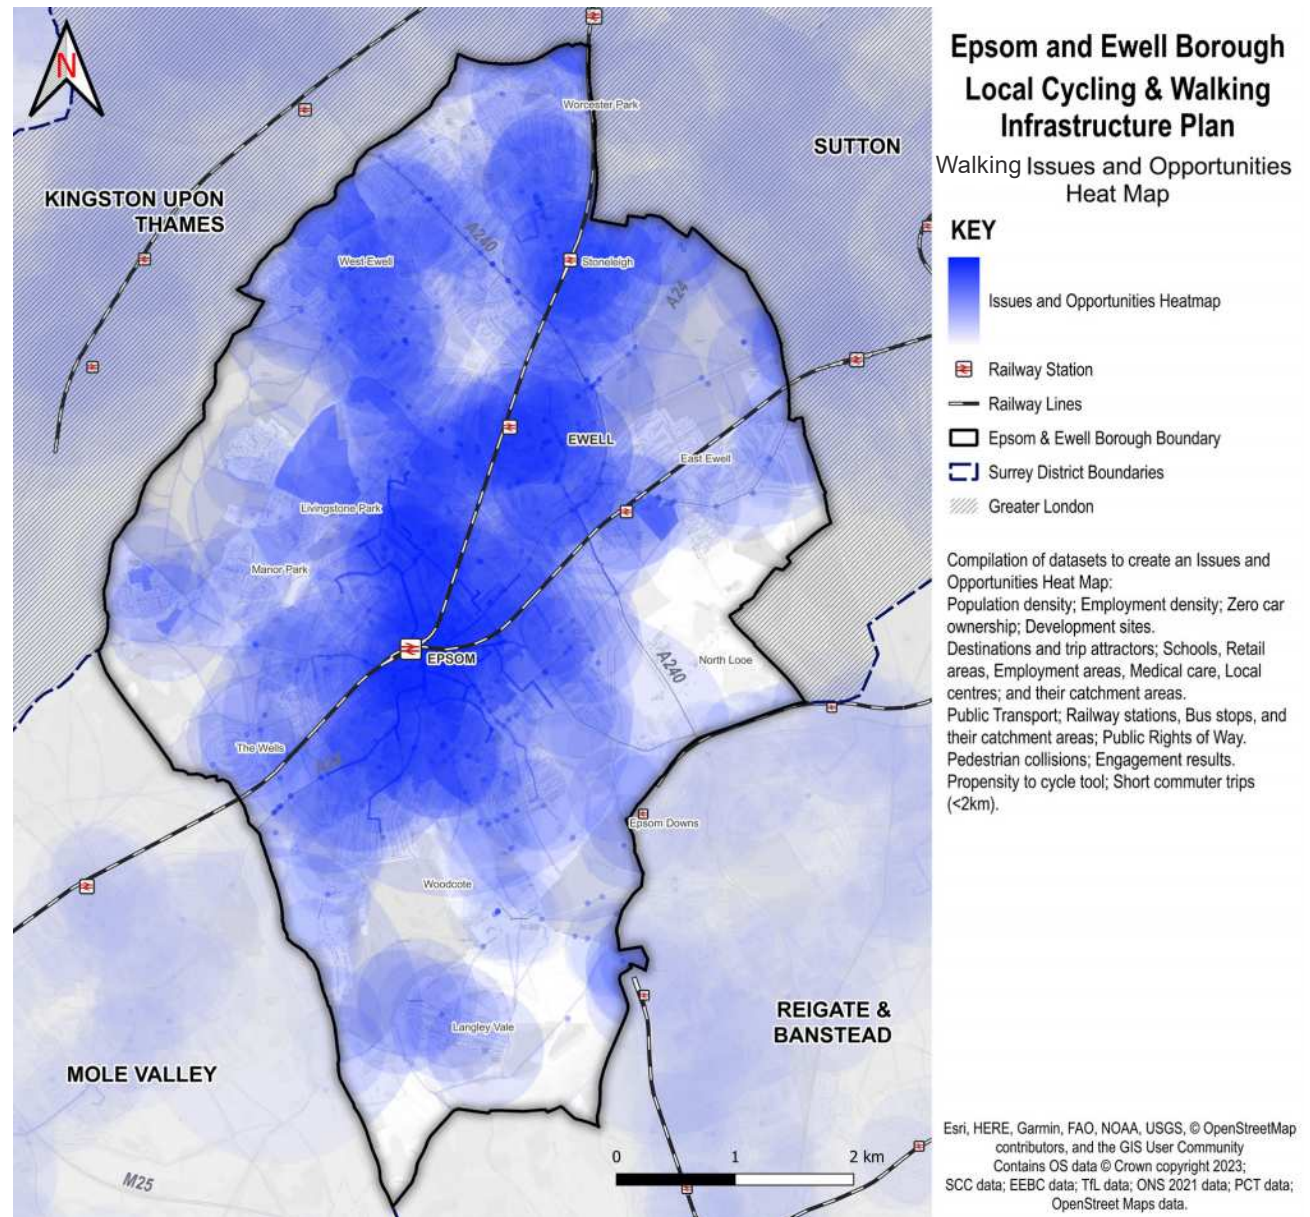 N
Worcester Park
SUTTON
KINGSTON UPON
THAMES
A240
West Ewell
Stoneleigh
A24
EWELL
East Ewell
Livingstone Park
Manor Park
EPSOM
North Looe
A240
The Wells
A24
Epsom Downs
Woodcote
Langley Vale
REIGATE &
BANSTEAD
MOLE VALLEY
M25
0 1 2 km
Epsom and Ewell Borough
Local Cycling & Walking
Infrastructure Plan
Walking Issues and Opportunities
Heat Map
KEY
Issues and Opportunities Heatmap
Railway Station
Railway Lines
Epsom & Ewell Borough Boundary
Surrey District Boundaries
Greater London
Compilation of datasets to create an Issues and
Opportunities Heat Map:
Population density; Employment density; Zero car
ownership; Development sites.
Destinations and trip attractors; Schools, Retail
areas, Employment areas, Medical care, Local
centres; and their catchment areas.
Public Transport; Railway stations, Bus stops, and
their catchment areas; Public Rights of Way.
Pedestrian collisions; Engagement results.
Propensity to cycle tool; Short commuter trips
(<2km).
Esri, HERE, Garmin, FAO, NOAA, USGS, © OpenStreetMap
contributors, and the GIS User Community
Contains OS data © Crown copyright 2023;
SCC data; EEBC data; TfL data; ONS 2021 data; PCT data;
OpenStreet Maps data.